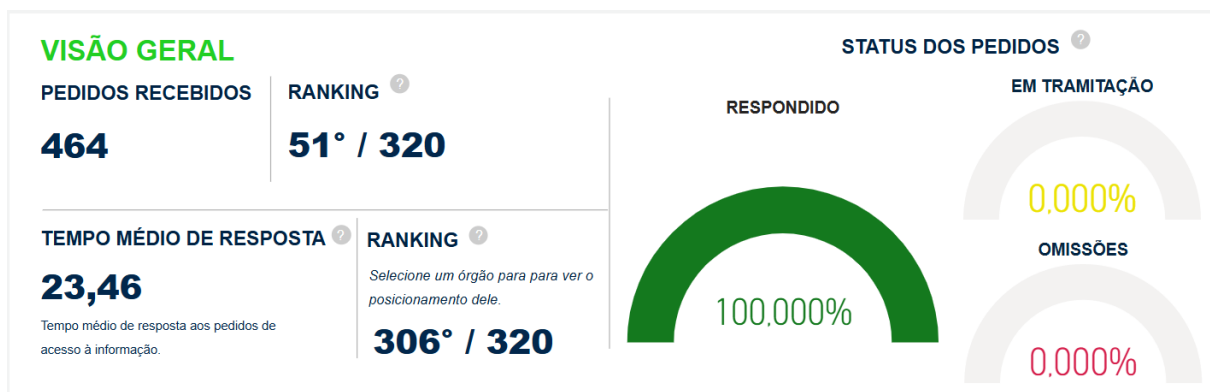 VISÃO GERAL
PEDIDOS RECEBIDOS
464
RANKING ?
51° / 320
TEMPO MÉDIO DE RESPOSTA ?
23,46
Tempo médio de resposta aos pedidos de
acesso à informação.
RANKING ?
Selecione um órgão para para ver o
posicionamento dele.
306° / 320
STATUS DOS PEDIDOS ?
RESPONDIDO
100,000%
EM TRAMITAÇÃO
0,000%
OMISSÕES
0,000%